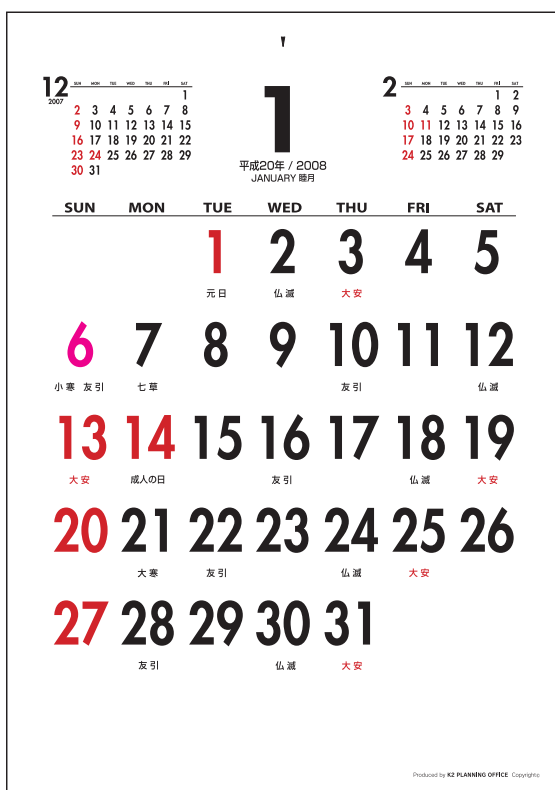 12
2007
SUN MON TUE WED THU FRI SAT
1
2 3 4 5 6 7 8
9 10 11 12 13 14 15
16 17 18 19 20 21 22
23 24 25 26 27 28 29
30 31
1
平成20年 / 2008
JANUARY 睦月
2
SUN MON TUE WED THU FRI SAT
1 2
3 4 5 6 7 8 9
10 11 12 13 14 15 16
17 18 19 20 21 22 23
24 25 26 27 28 29
SUN MON TUE WED THU FRI SAT
1 2 3 4 5
元日 仏滅 大安
6 7 8 9 10 11 12
小寒 友引 七草 友引 仏滅
13 14 15 16 17 18 19
大安 成人の日 友引 仏滅 大安
20 21 22 23 24 25 26
大寒 友引 仏滅 大安
27 28 29 30 31
友引 仏滅 大安
Produced by K2 PLANNING OFFICE Copyright©